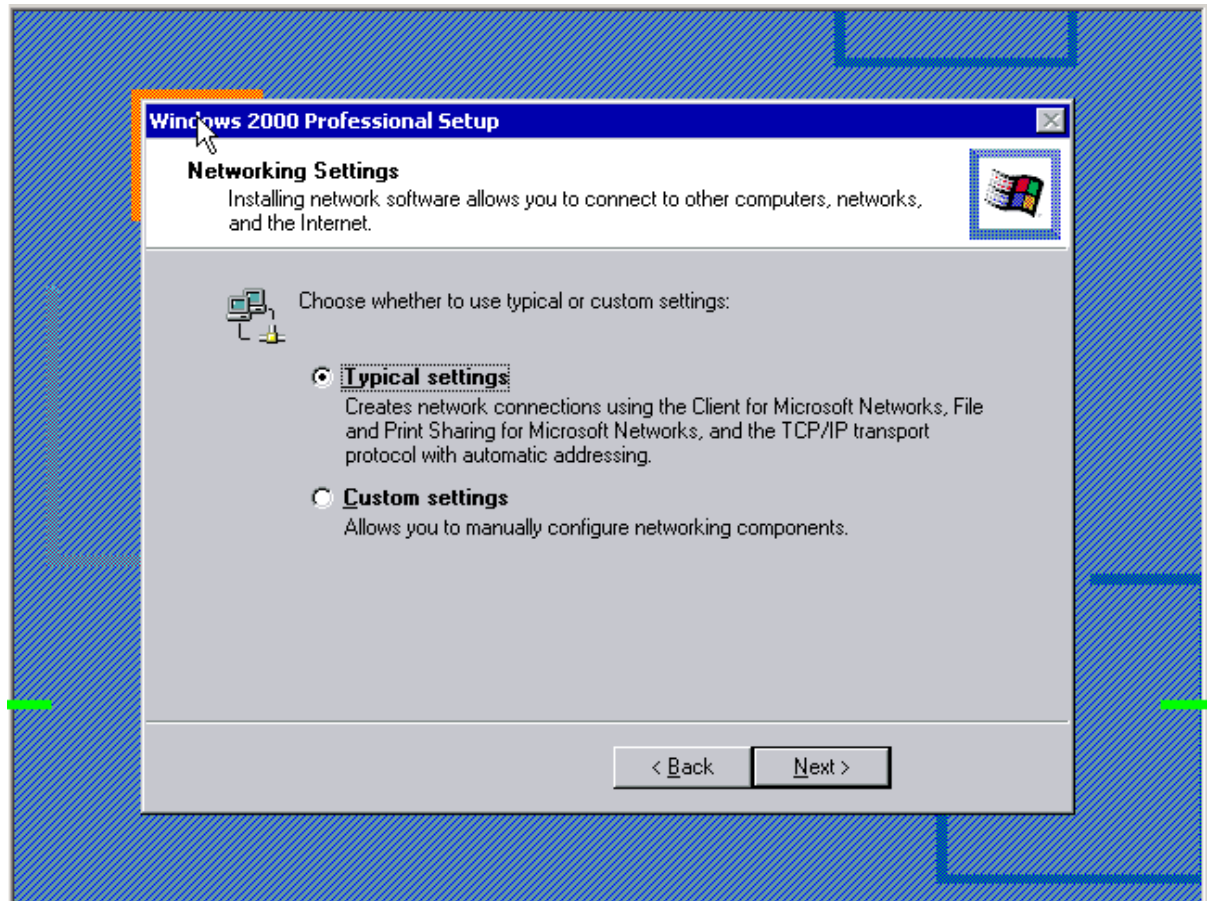 Windows 2000 Professional Setup
Networking Settings
Installing network software allows you to connect to other computers, networks,
and the Internet.
Choose whether to use typical or custom settings:
Typical settings
Creates network connections using the Client for Microsoft Networks, File
and Print Sharing for Microsoft Networks, and the TCP/IP transport
protocol with automatic addressing.
Custom settings
Allows you to manually configure networking components.
< Back
Next >